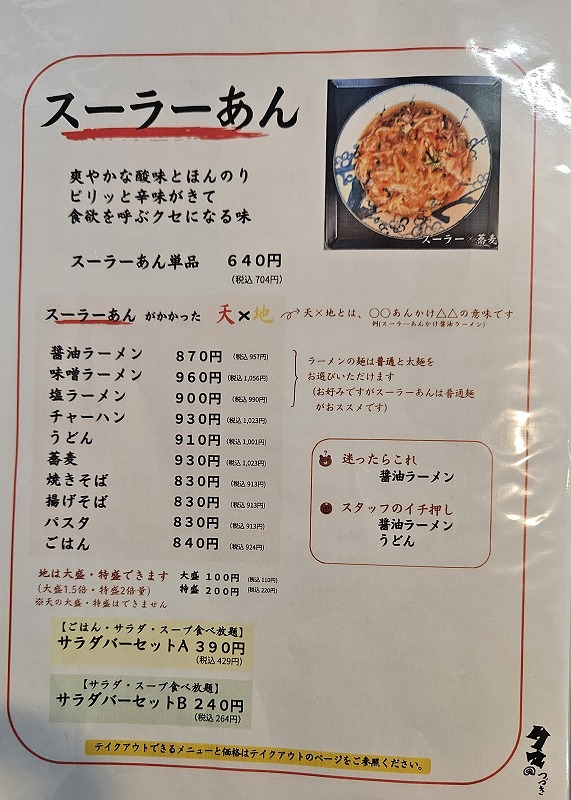 スーラーあん
爽やかな酸味とほんのり
ピリッと辛味がきて
食欲を呼ぶクセになる味
スーラー×蕎麦
スーラーあん単品 640円
(税込 704円)
スーラーあん がかかった 天×地
天×地とは、○○あんかけ△△の意味です
例(スーラーあんかけ醤油ラーメン)
醤油ラーメン 870円 (税込 957円)
味噌ラーメン 960円 (税込 1,056円)
塩ラーメン 900円 (税込 990円)
チャーハン 930円 (税込 1,023円)
うどん 910円 (税込 1,001円)
蕎麦 930円 (税込 1,023円)
焼きそば 830円 (税込 913円)
揚げそば 830円 (税込 913円)
パスタ 830円 (税込 913円)
ごはん 840円 (税込 924円)
ラーメンの麺は普通と太麺を
お選びいただけます
(お好みですがスーラーあんは普通麺
がおススメです)
迷ったらこれ
醤油ラーメン
スタッフのイチ押し
醤油ラーメン
うどん
地は大盛・特盛できます 大盛 100円 (税込 110円)
(大盛1.5倍・特盛2倍量) 特盛 200円 (税込 220円)
※天の大盛・特盛はできません
【ごはん・サラダ・スープ食べ放題】
サラダバーセットA 390円
(税込 429円)
【サラダ・スープ食べ放題】
サラダバーセットB 240円
(税込 264円)
テイクアウトできるメニューと価格はテイクアウトのページをご参照ください。
つづき